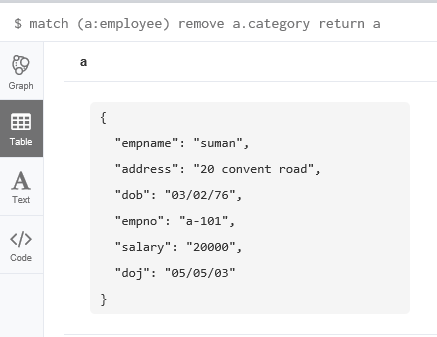 $ match (a:employee) remove a.category return a
a
Graph
Table
Text
Code
{
"empname": "suman",
"address": "20 convent road",
"dob": "03/02/76",
"empno": "a-101",
"salary": "20000",
"doj": "05/05/03"
}